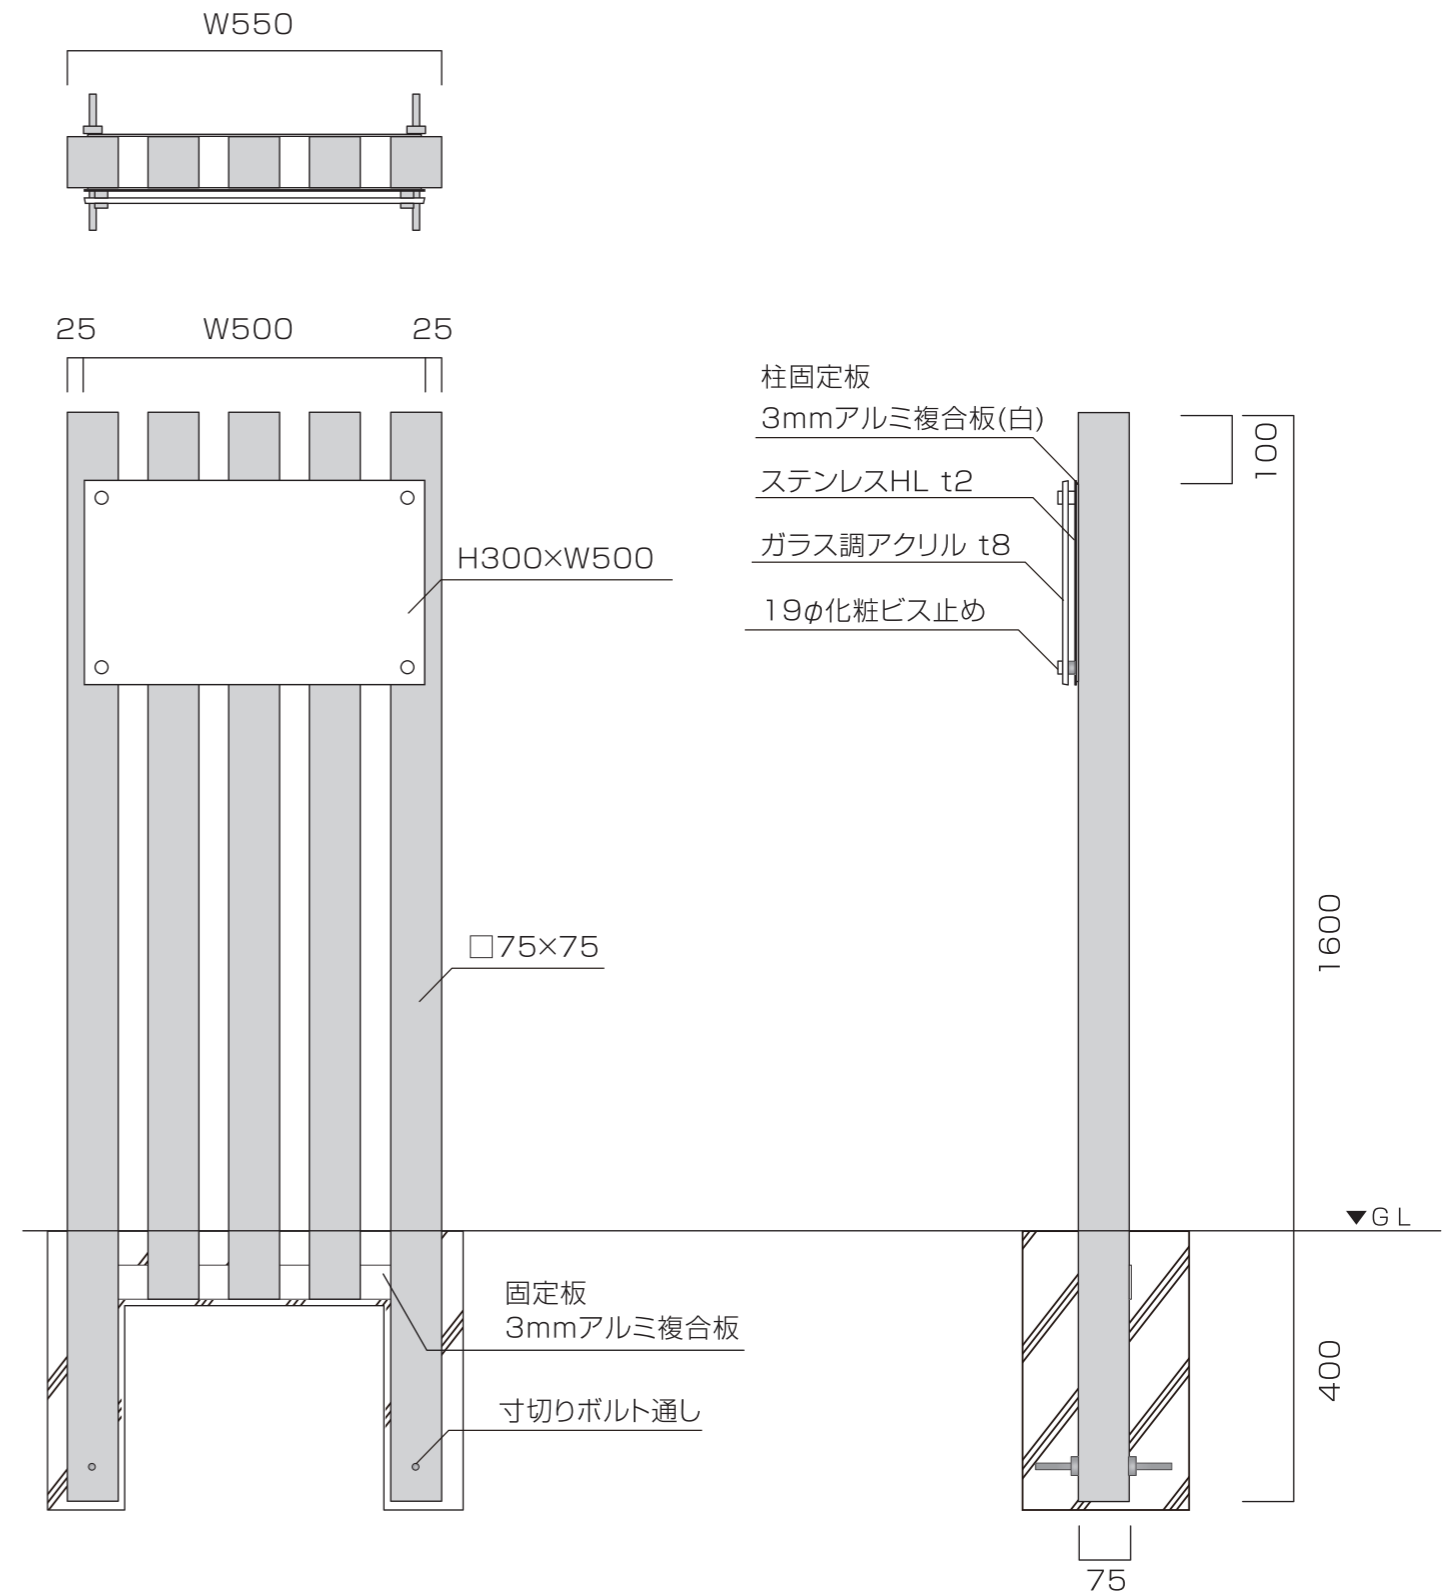 W550
25 W500 25
H300×W500
□75×75
固定板
3mmアルミ複合板
寸切りボルト通し
柱固定板
3mmアルミ複合板(白)
ステンレスHL t2
ガラス調アクリル t8
19φ化粧ビス止め
100
1600
▼GL
400
75